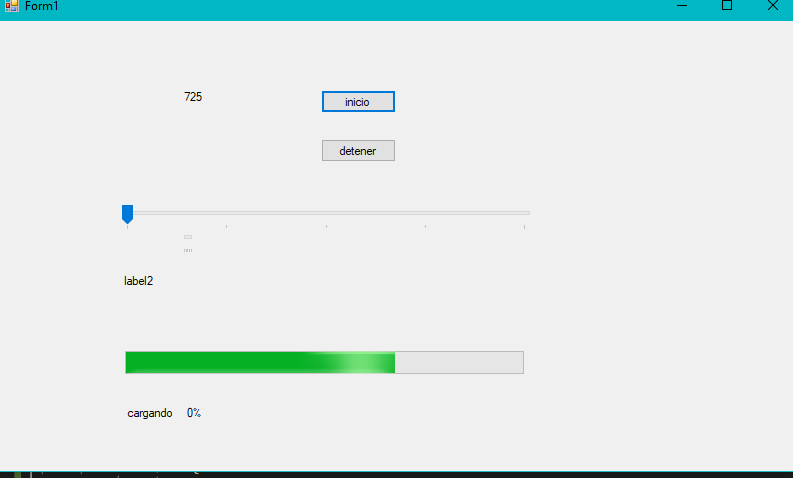 Form1
725
inicio
detener
label2
cargando 0%